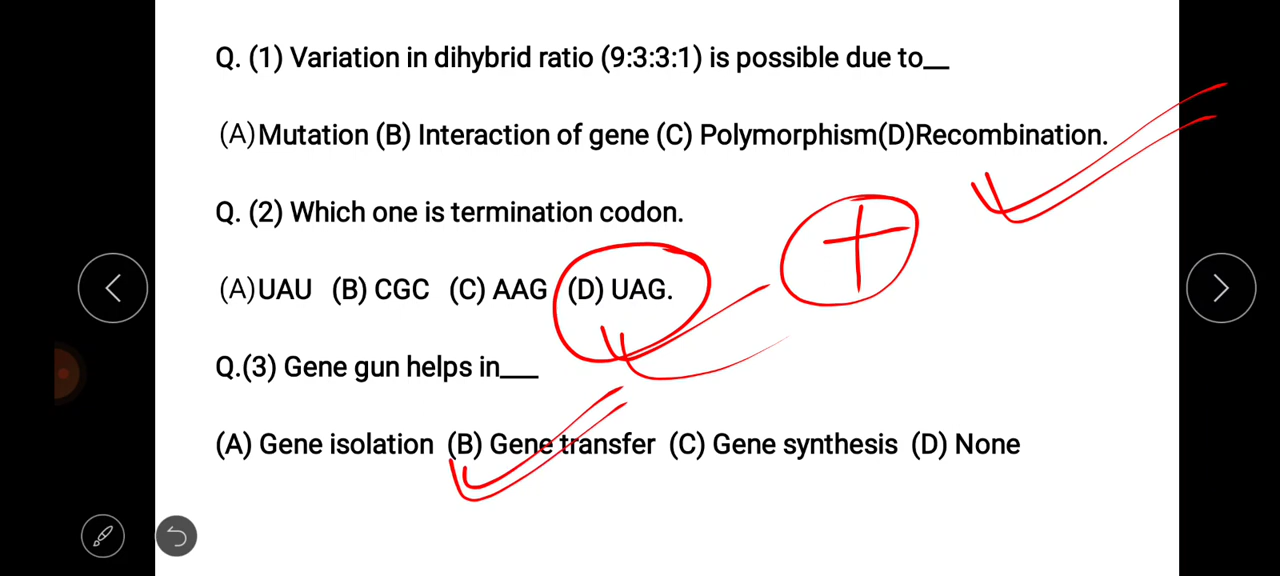 Q. (1) Variation in dihybrid ratio (9:3:3:1) is possible due to__
(A)Mutation (B) Interaction of gene (C) Polymorphism(D)Recombination.
Q. (2) Which one is termination codon.
(A)UAU (B) CGC (C) AAG (D) UAG.
Q.(3) Gene gun helps in___
(A) Gene isolation (B) Gene transfer (C) Gene synthesis (D) None